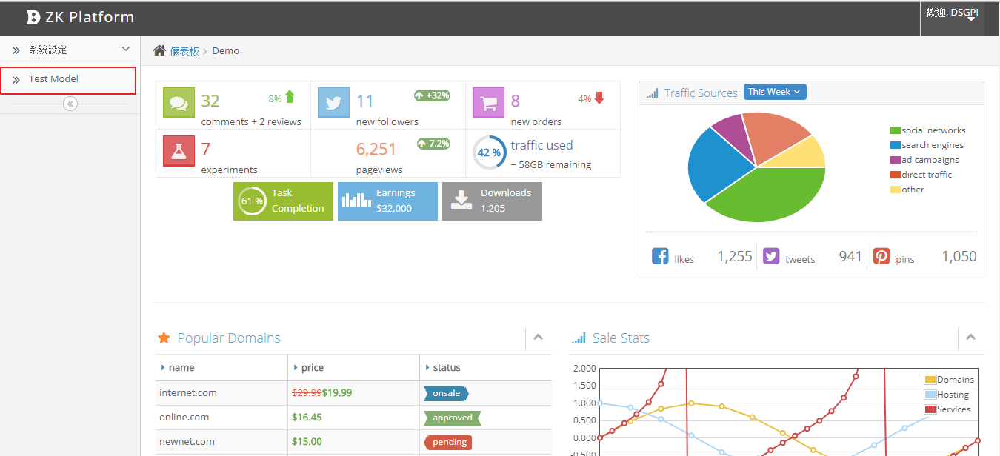 ZK Platform
歡迎, DSGPI
系統設定
Test Model
儀表板 > Demo
32
8%
comments + 2 reviews
11
+32%
new followers
8
4%
new orders
7
experiments
6,251
7.2%
pageviews
42 %
traffic used
~ 58GB remaining
61 %
Task
Completion
Earnings
$32,000
Downloads
1,205
Traffic Sources
This Week
social networks
search engines
ad campaigns
direct traffic
other
likes 1,255
tweets 941
pins 1,050
Popular Domains
name price status
internet.com $29.99$19.99 onsale
online.com $16.45 approved
newnet.com $15.00 pending
Sale Stats
2.000
1.500
1.000
0.500
0.000
-0.500
Domains
Hosting
Services